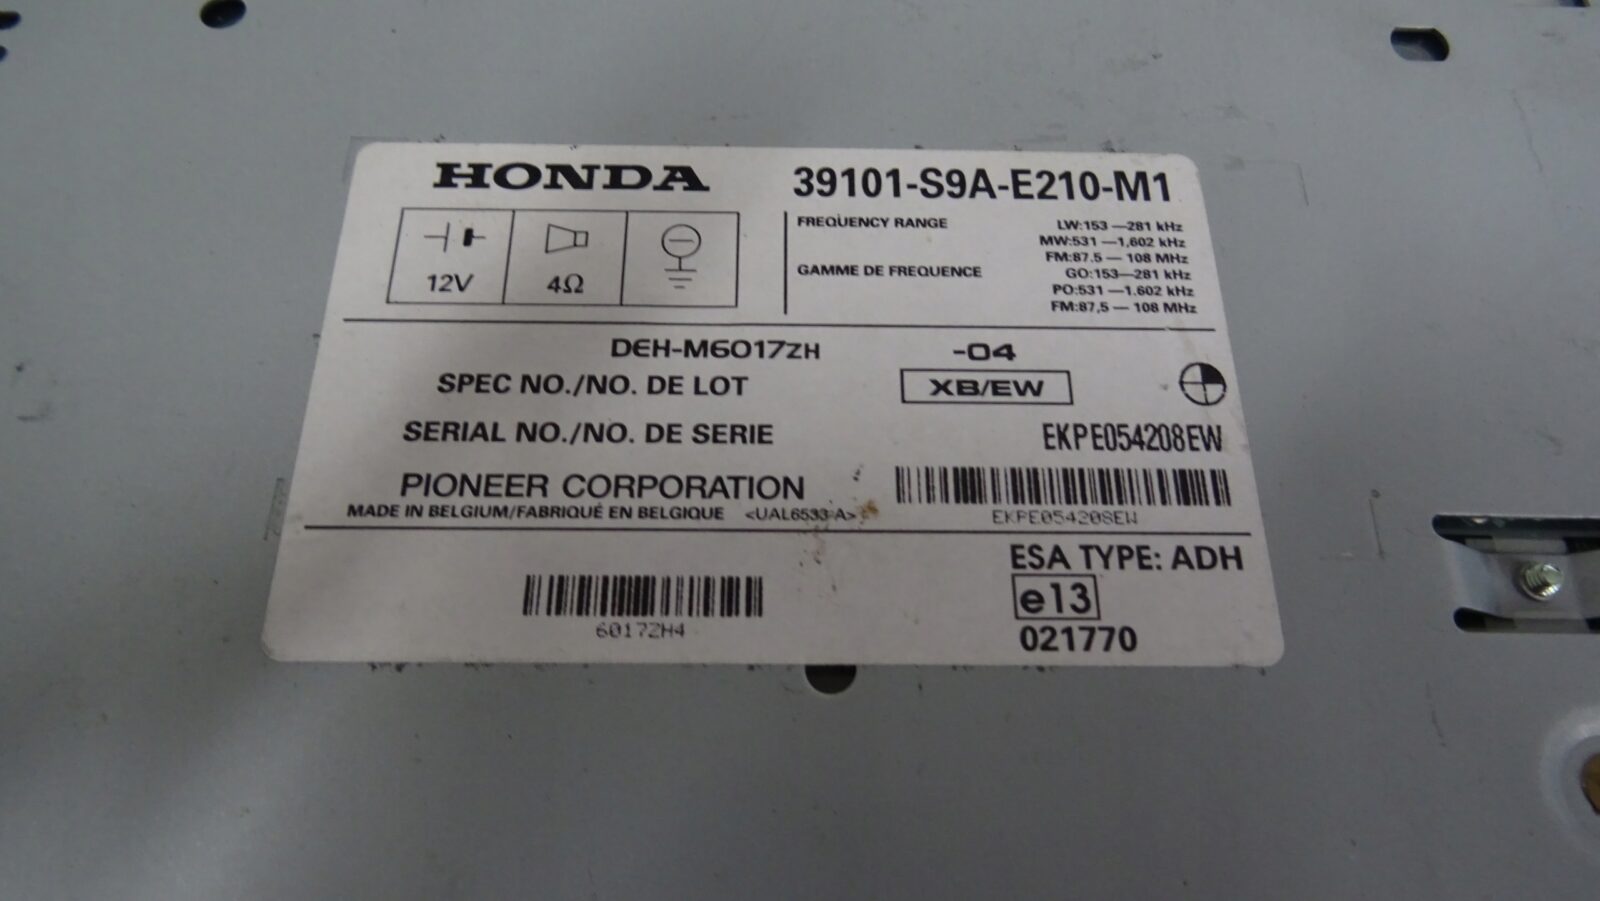 HONDA
39101-S9A-E210-M1
12V
4Ω
FREQUENCY RANGE
LW:153 —281 kHz
MW:531 —1,602 kHz
FM:87.5 — 108 MHz
GAMME DE FREQUENCE
GO:153—281 kHz
PO:531 —1.602 kHz
FM:87,5 — 108 MHz
DEH-M6017ZH -04
SPEC NO./NO. DE LOT XB/EW
SERIAL NO./NO. DE SERIE EKPE054208EW
PIONEER CORPORATION
MADE IN BELGIUM/FABRIQUÉ EN BELGIQUE <UAL6533-A>
EKPE054208EW
ESA TYPE: ADH
e13
021770
6017ZH4